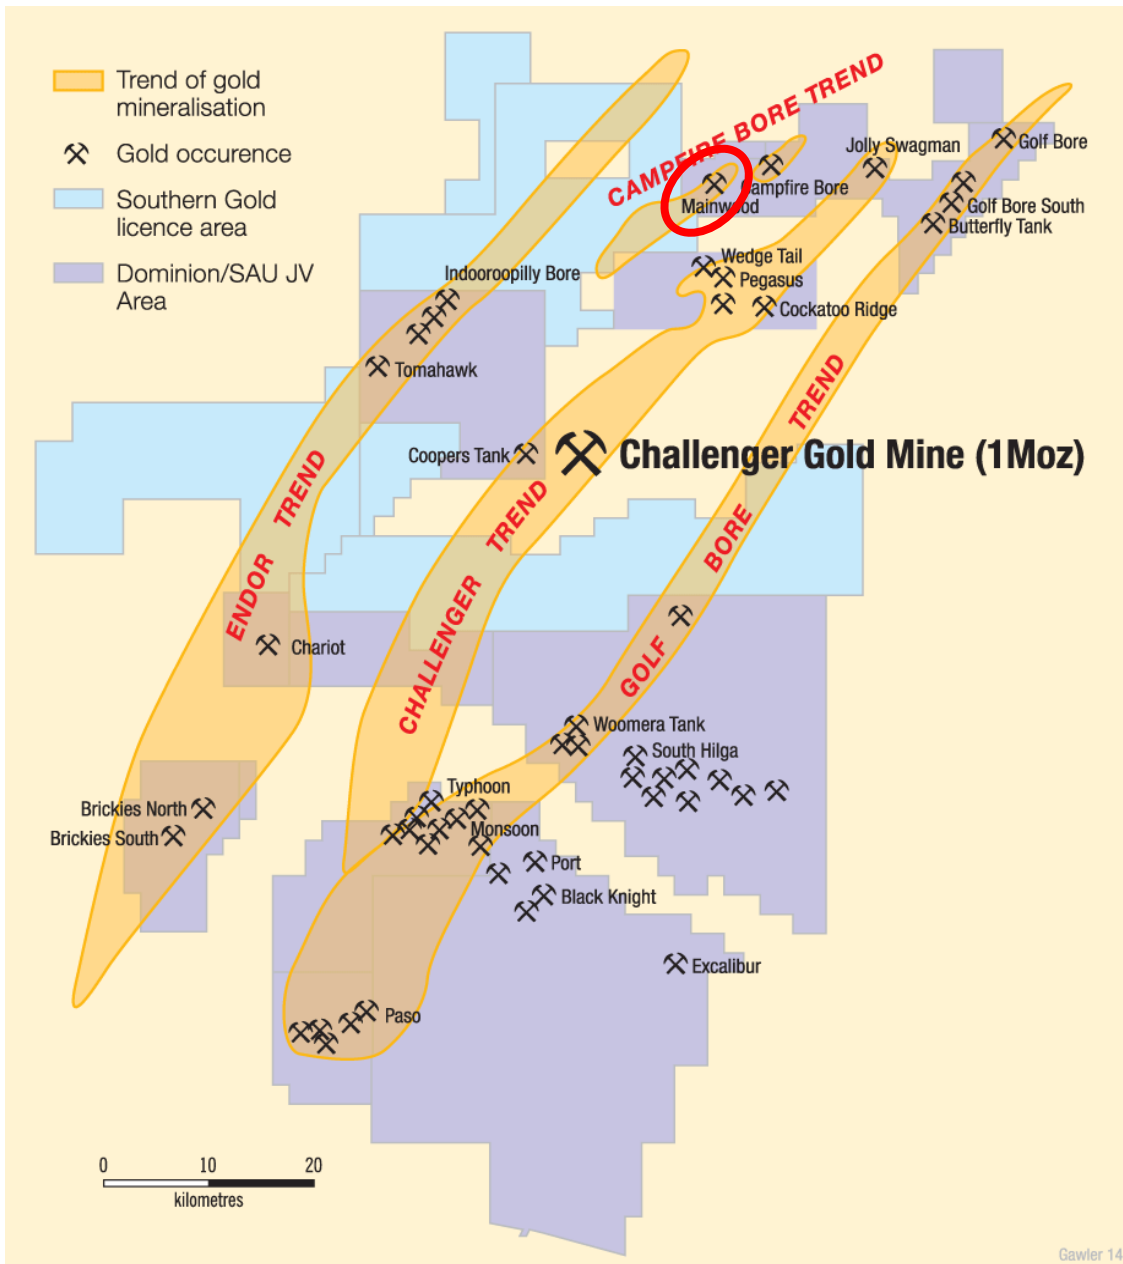 Trend of gold
mineralisation
Gold occurence
Southern Gold
licence area
Dominion/SAU JV
Area
CAMPFIRE BORE TREND
Jolly Swagman
Golf Bore
Campfire Bore
Mainwood
Golf Bore South
Butterfly Tank
Wedge Tail
Pegasus
Cockatoo Ridge
Indooroopilly Bore
Tomahawk
Coopers Tank
Challenger Gold Mine (1Moz)
ENDOR TREND
CHALLENGER TREND
GOLF BORE TREND
Chariot
Woomera Tank
South Hilga
Typhoon
Monsoon
Brickies North
Brickies South
Port
Black Knight
Excalibur
Paso
0 10 20
kilometres
Gawler 14